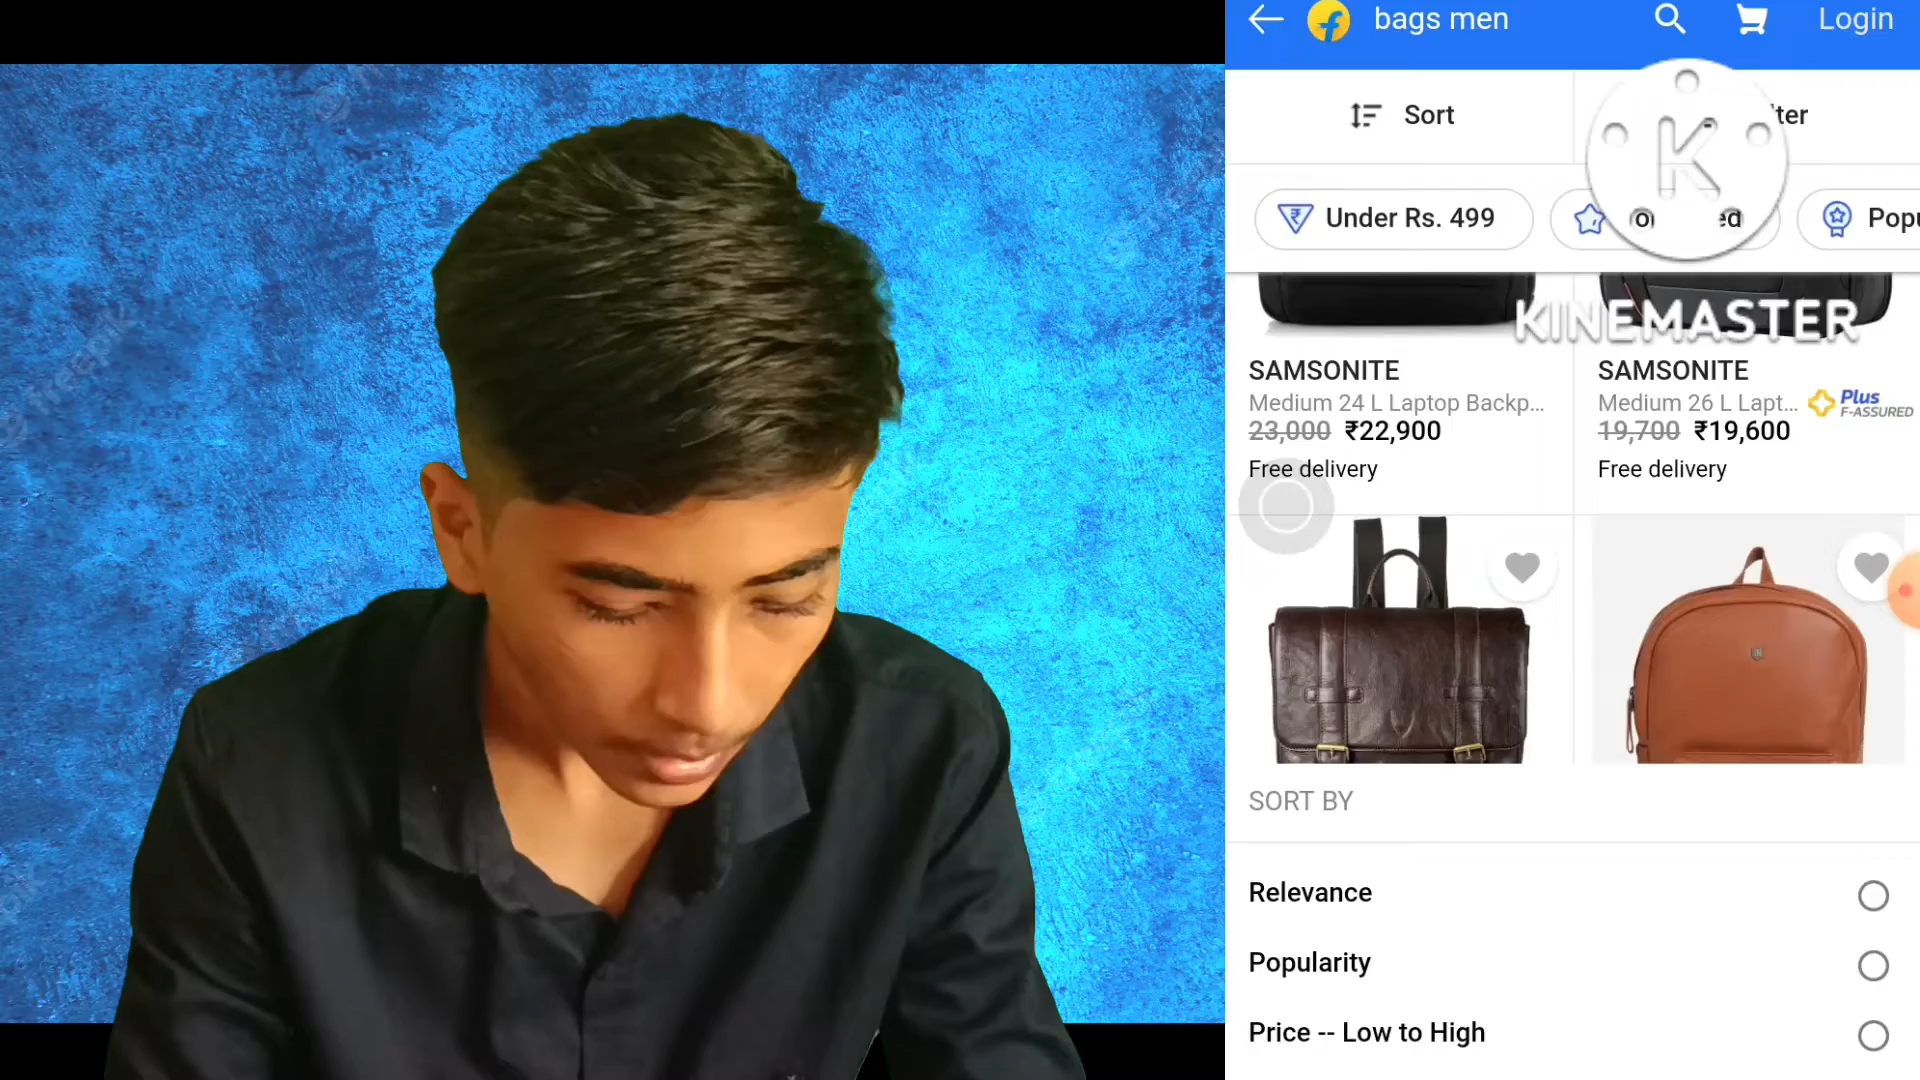 bags men
Login
Sort
Under Rs. 499
KINEMASTER
SAMSONITE
Medium 24 L Laptop Backp...
23,000 ₹22,900
Free delivery
SAMSONITE
Medium 26 L Lapt...
Plus
F-ASSURED
19,700 ₹19,600
Free delivery
SORT BY
Relevance
Popularity
Price -- Low to High
freepik